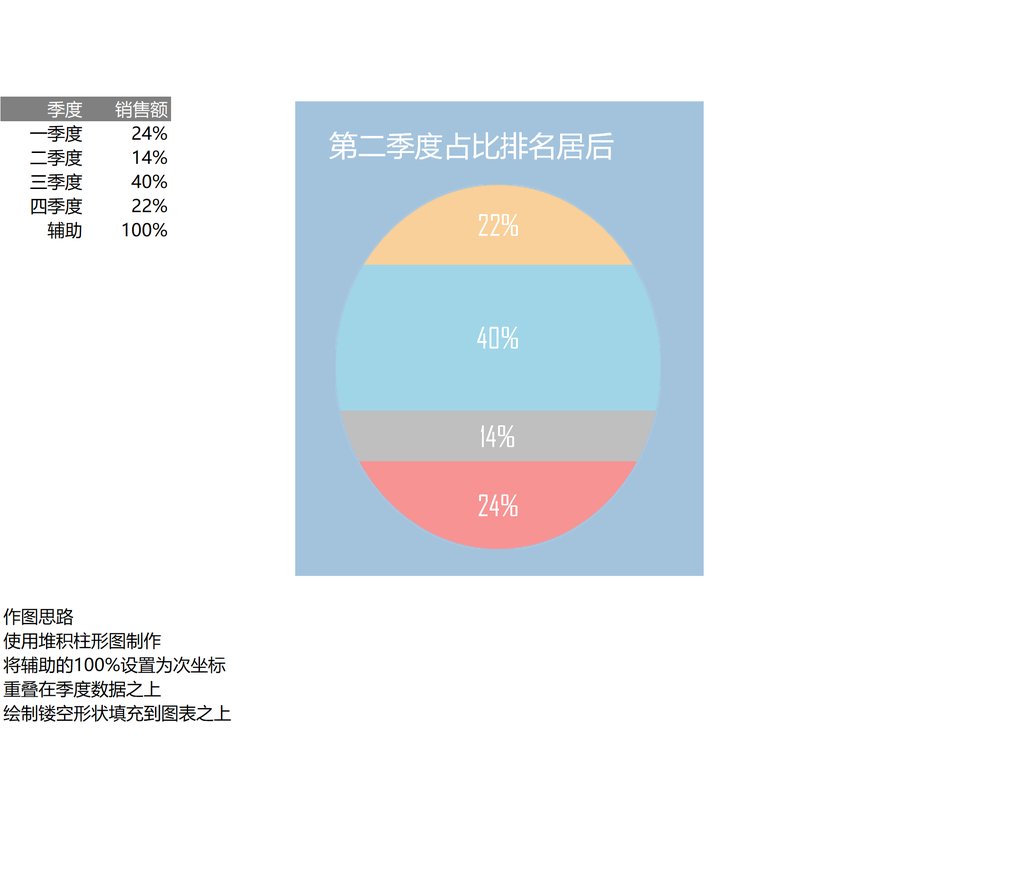 季度 销售额
一季度 24%
二季度 14%
三季度 40%
四季度 22%
辅助 100%
第二季度占比排名居后
22%
40%
14%
24%
作图思路
使用堆积柱形图制作
将辅助的100%设置为次坐标
重叠在季度数据之上
绘制镂空形状填充到图表之上